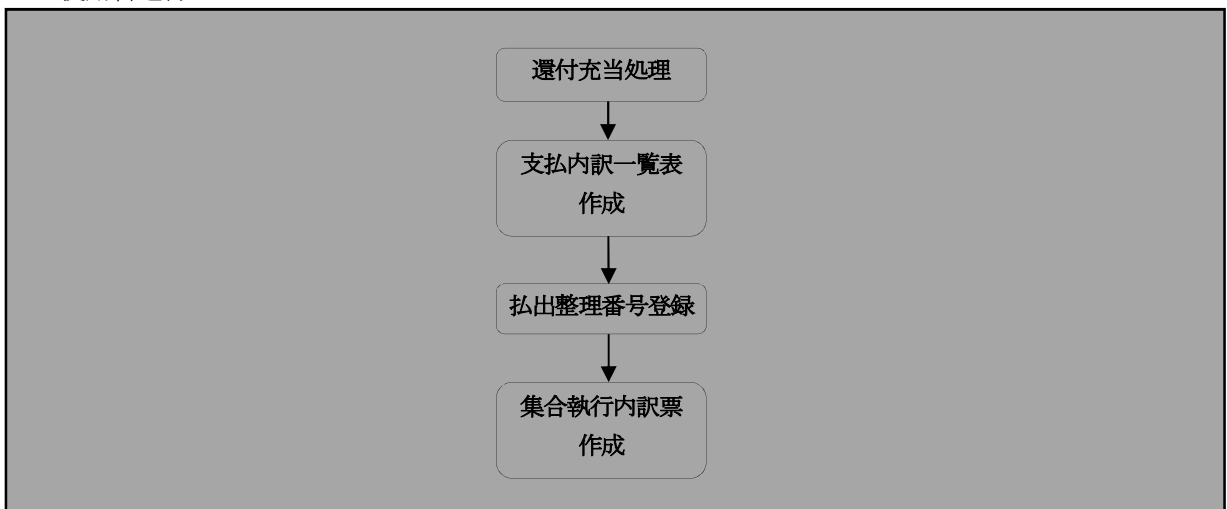 還付充当処理
支払内訳一覧表
作成
払出整理番号登録
集合執行内訳票
作成